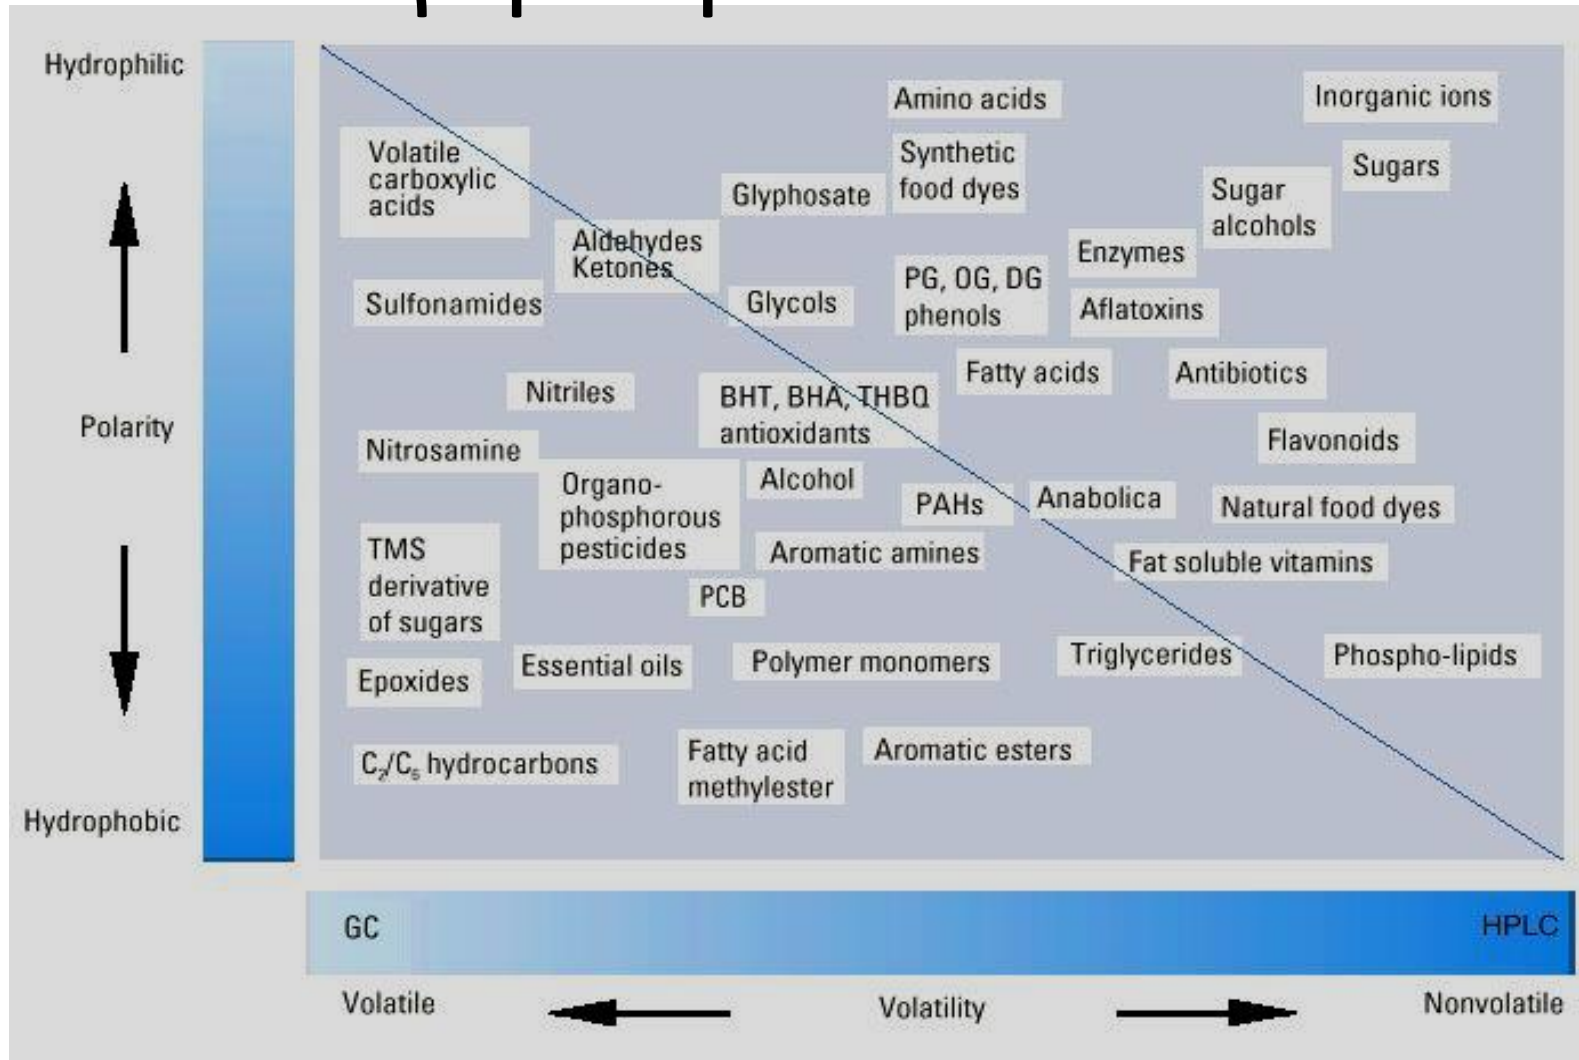 Hydrophilic
Polarity
Hydrophobic
Amino acids
Inorganic ions
Volatile
carboxylic
acids
Synthetic
food dyes
Sugars
Glyphosate
Sugar
alcohols
Aldehydes
Ketones
Enzymes
Sulfonamides
Glycols
PG, OG, DG
phenols
Aflatoxins
Nitriles
BHT, BHA, THBQ
antioxidants
Fatty acids
Antibiotics
Nitrosamine
Flavonoids
Organo-
phosphorous
pesticides
Alcohol
PAHs
Anabolica
Natural food dyes
TMS
derivative
of sugars
Aromatic amines
Fat soluble vitamins
PCB
Epoxides
Essential oils
Polymer monomers
Triglycerides
Phospho-lipids
C₂/C₅ hydrocarbons
Fatty acid
methylester
Aromatic esters
GC
HPLC
Volatile
Volatility
Nonvolatile